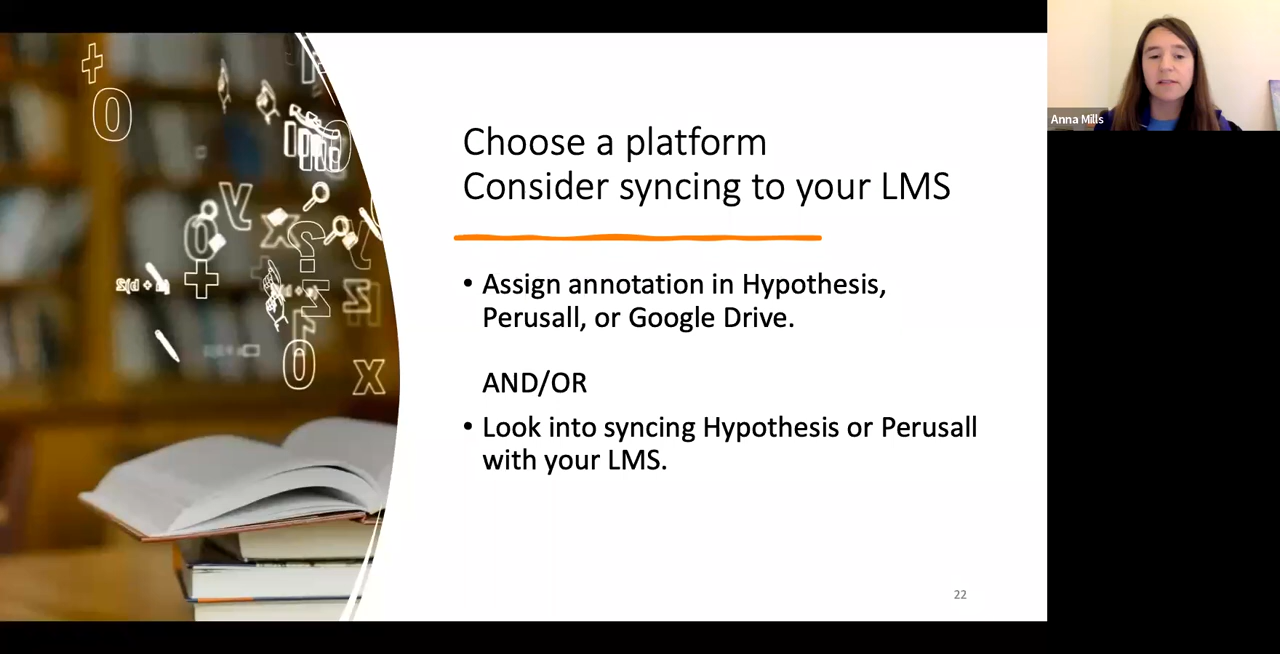 Choose a platform
Consider syncing to your LMS
• Assign annotation in Hypothesis,
Perusall, or Google Drive.
AND/OR
• Look into syncing Hypothesis or Perusall
with your LMS.
22
Anna Mills